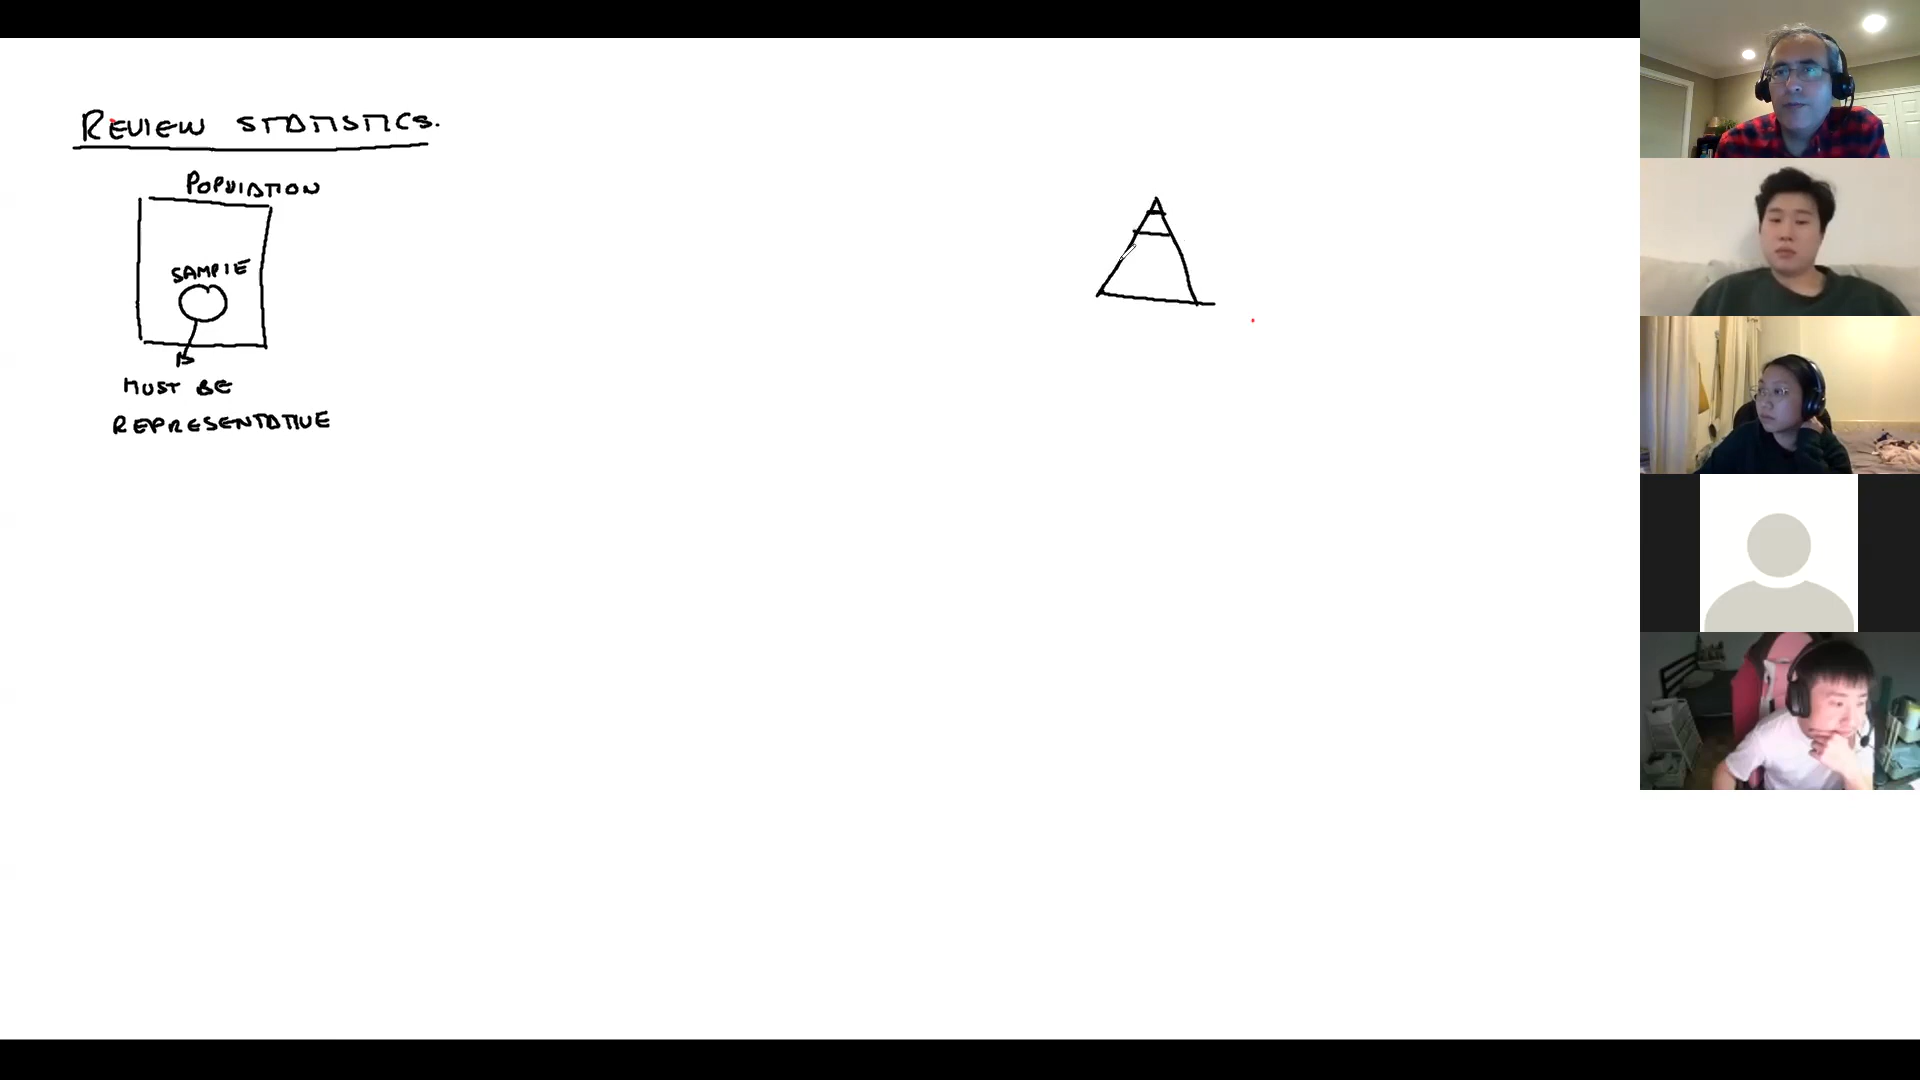 REVIEW STATISTICS.
POPULATION
SAMPLE
MUST BE
REPRESENTATIVE